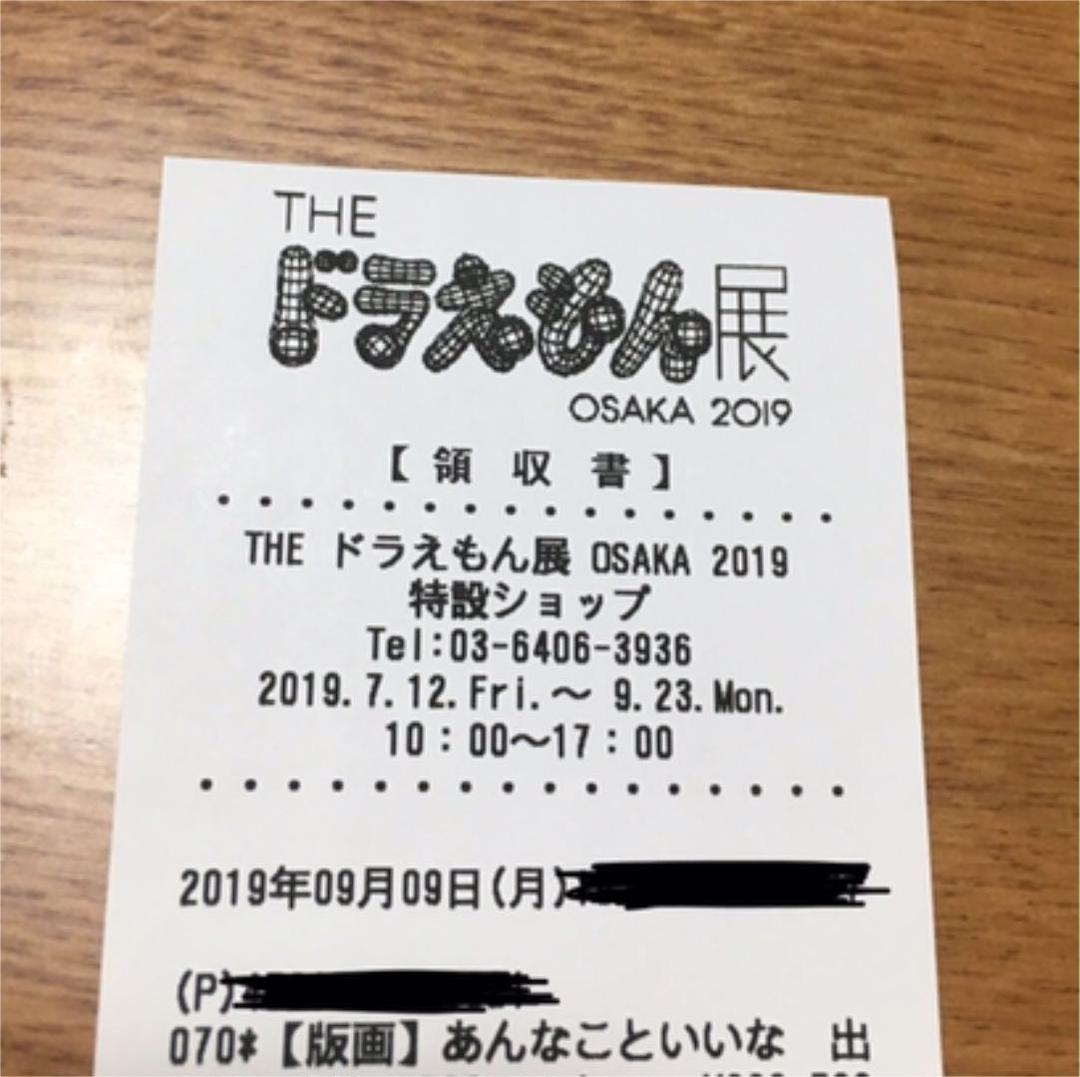 THE
ドラえもん展
OSAKA 2019
【領 収 書】
THE ドラえもん展 OSAKA 2019
特設ショップ
Tel:03-6406-3936
2019.7.12.Fri.〜 9.23.Mon.
10:00〜17:00
2019年09月09日(月)
(P)
070*【版画】あんなこといいな 出